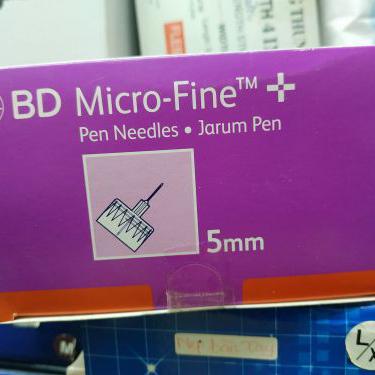 BD Micro-Fine™ +
Pen Needles • Jarum Pen
5mm
M
L/